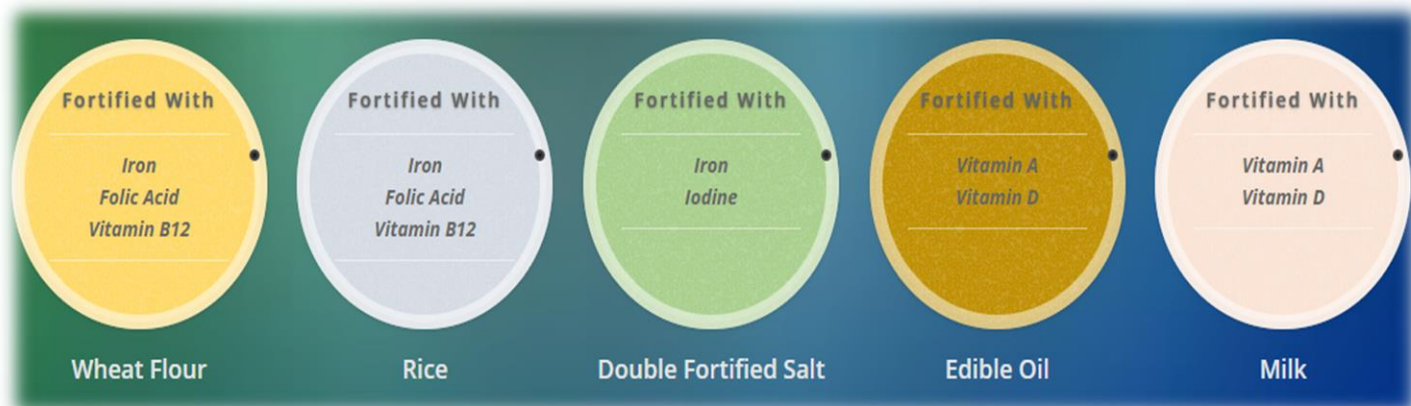 Fortified With
Iron
Folic Acid
Vitamin B12
Wheat Flour
Fortified With
Iron
Folic Acid
Vitamin B12
Rice
Fortified With
Iron
Iodine
Double Fortified Salt
Fortified With
Vitamin A
Vitamin D
Edible Oil
Fortified With
Vitamin A
Vitamin D
Milk